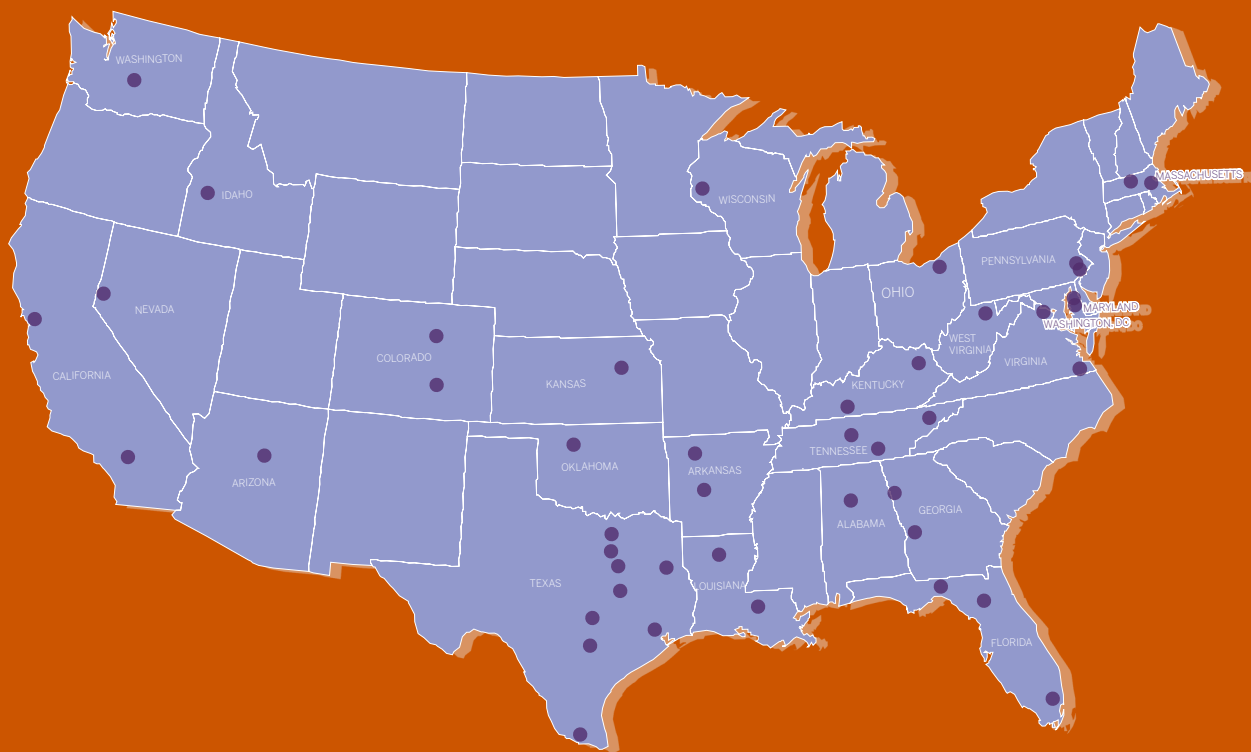 WASHINGTON
MASSACHUSETTS
IDAHO
WISCONSIN
PENNSYLVANIA
OHIO
NEVADA
MARYLAND
WASHINGTON, DC
WEST
VIRGINIA
COLORADO
VIRGINIA
CALIFORNIA
KANSAS
KENTUCKY
TENNESSEE
OKLAHOMA
ARKANSAS
ARIZONA
GEORGIA
ALABAMA
TEXAS
LOUISIANA
FLORIDA